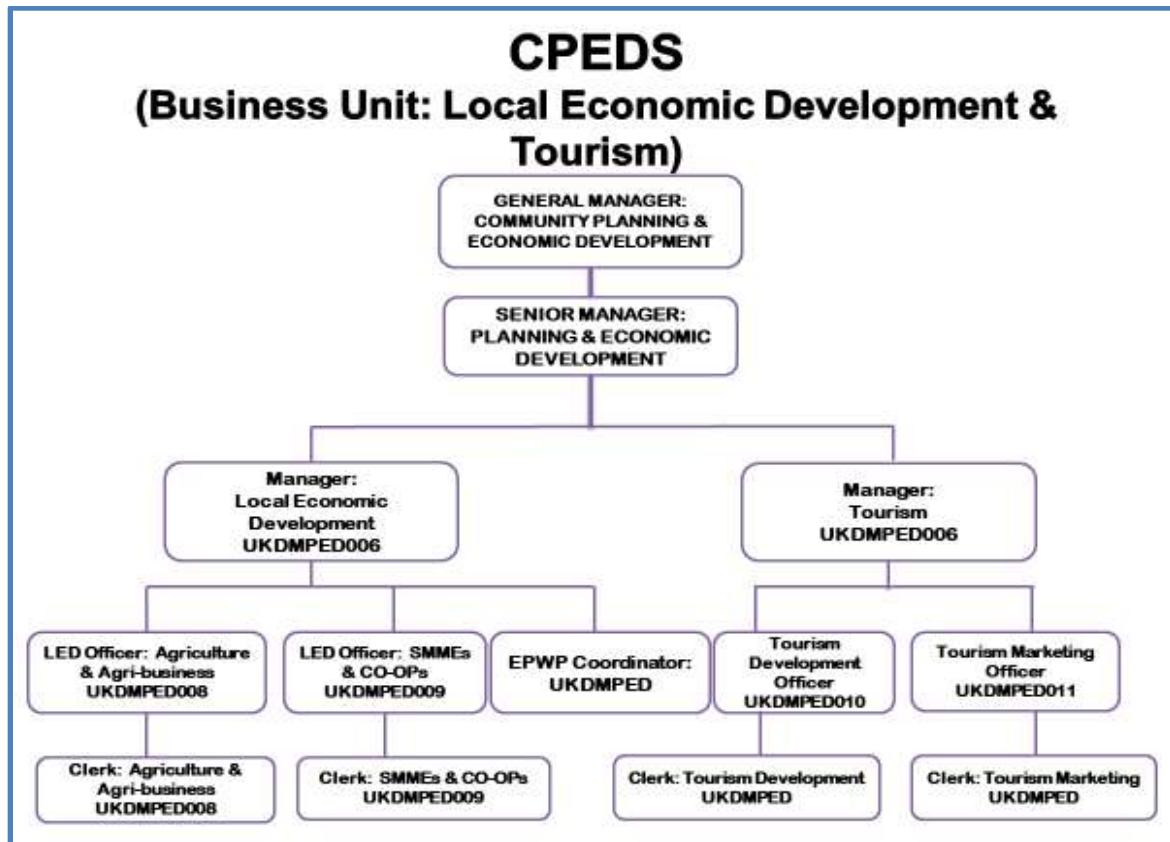 CPEDS
(Business Unit: Local Economic Development &
Tourism)
GENERAL MANAGER:
COMMUNITY PLANNING &
ECONOMIC DEVELOPMENT
SENIOR MANAGER:
PLANNING & ECONOMIC
DEVELOPMENT
Manager:
Local Economic
Development
UKDMPED006
Manager:
Tourism
UKDMPED006
LED Officer: Agriculture
& Agri-business
UKDMPED008
LED Officer: SMMEs
& CO-OPs
UKDMPED009
EPWP Coordinator:
UKDMPED
Tourism
Development
Officer
UKDMPED010
Tourism Marketing
Officer
UKDMPED011
Clerk: Agriculture &
Agri-business
UKDMPED008
Clerk: SMMEs & CO-OPs
UKDMPED009
Clerk: Tourism Development
UKDMPED
Clerk: Tourism Marketing
UKDMPED